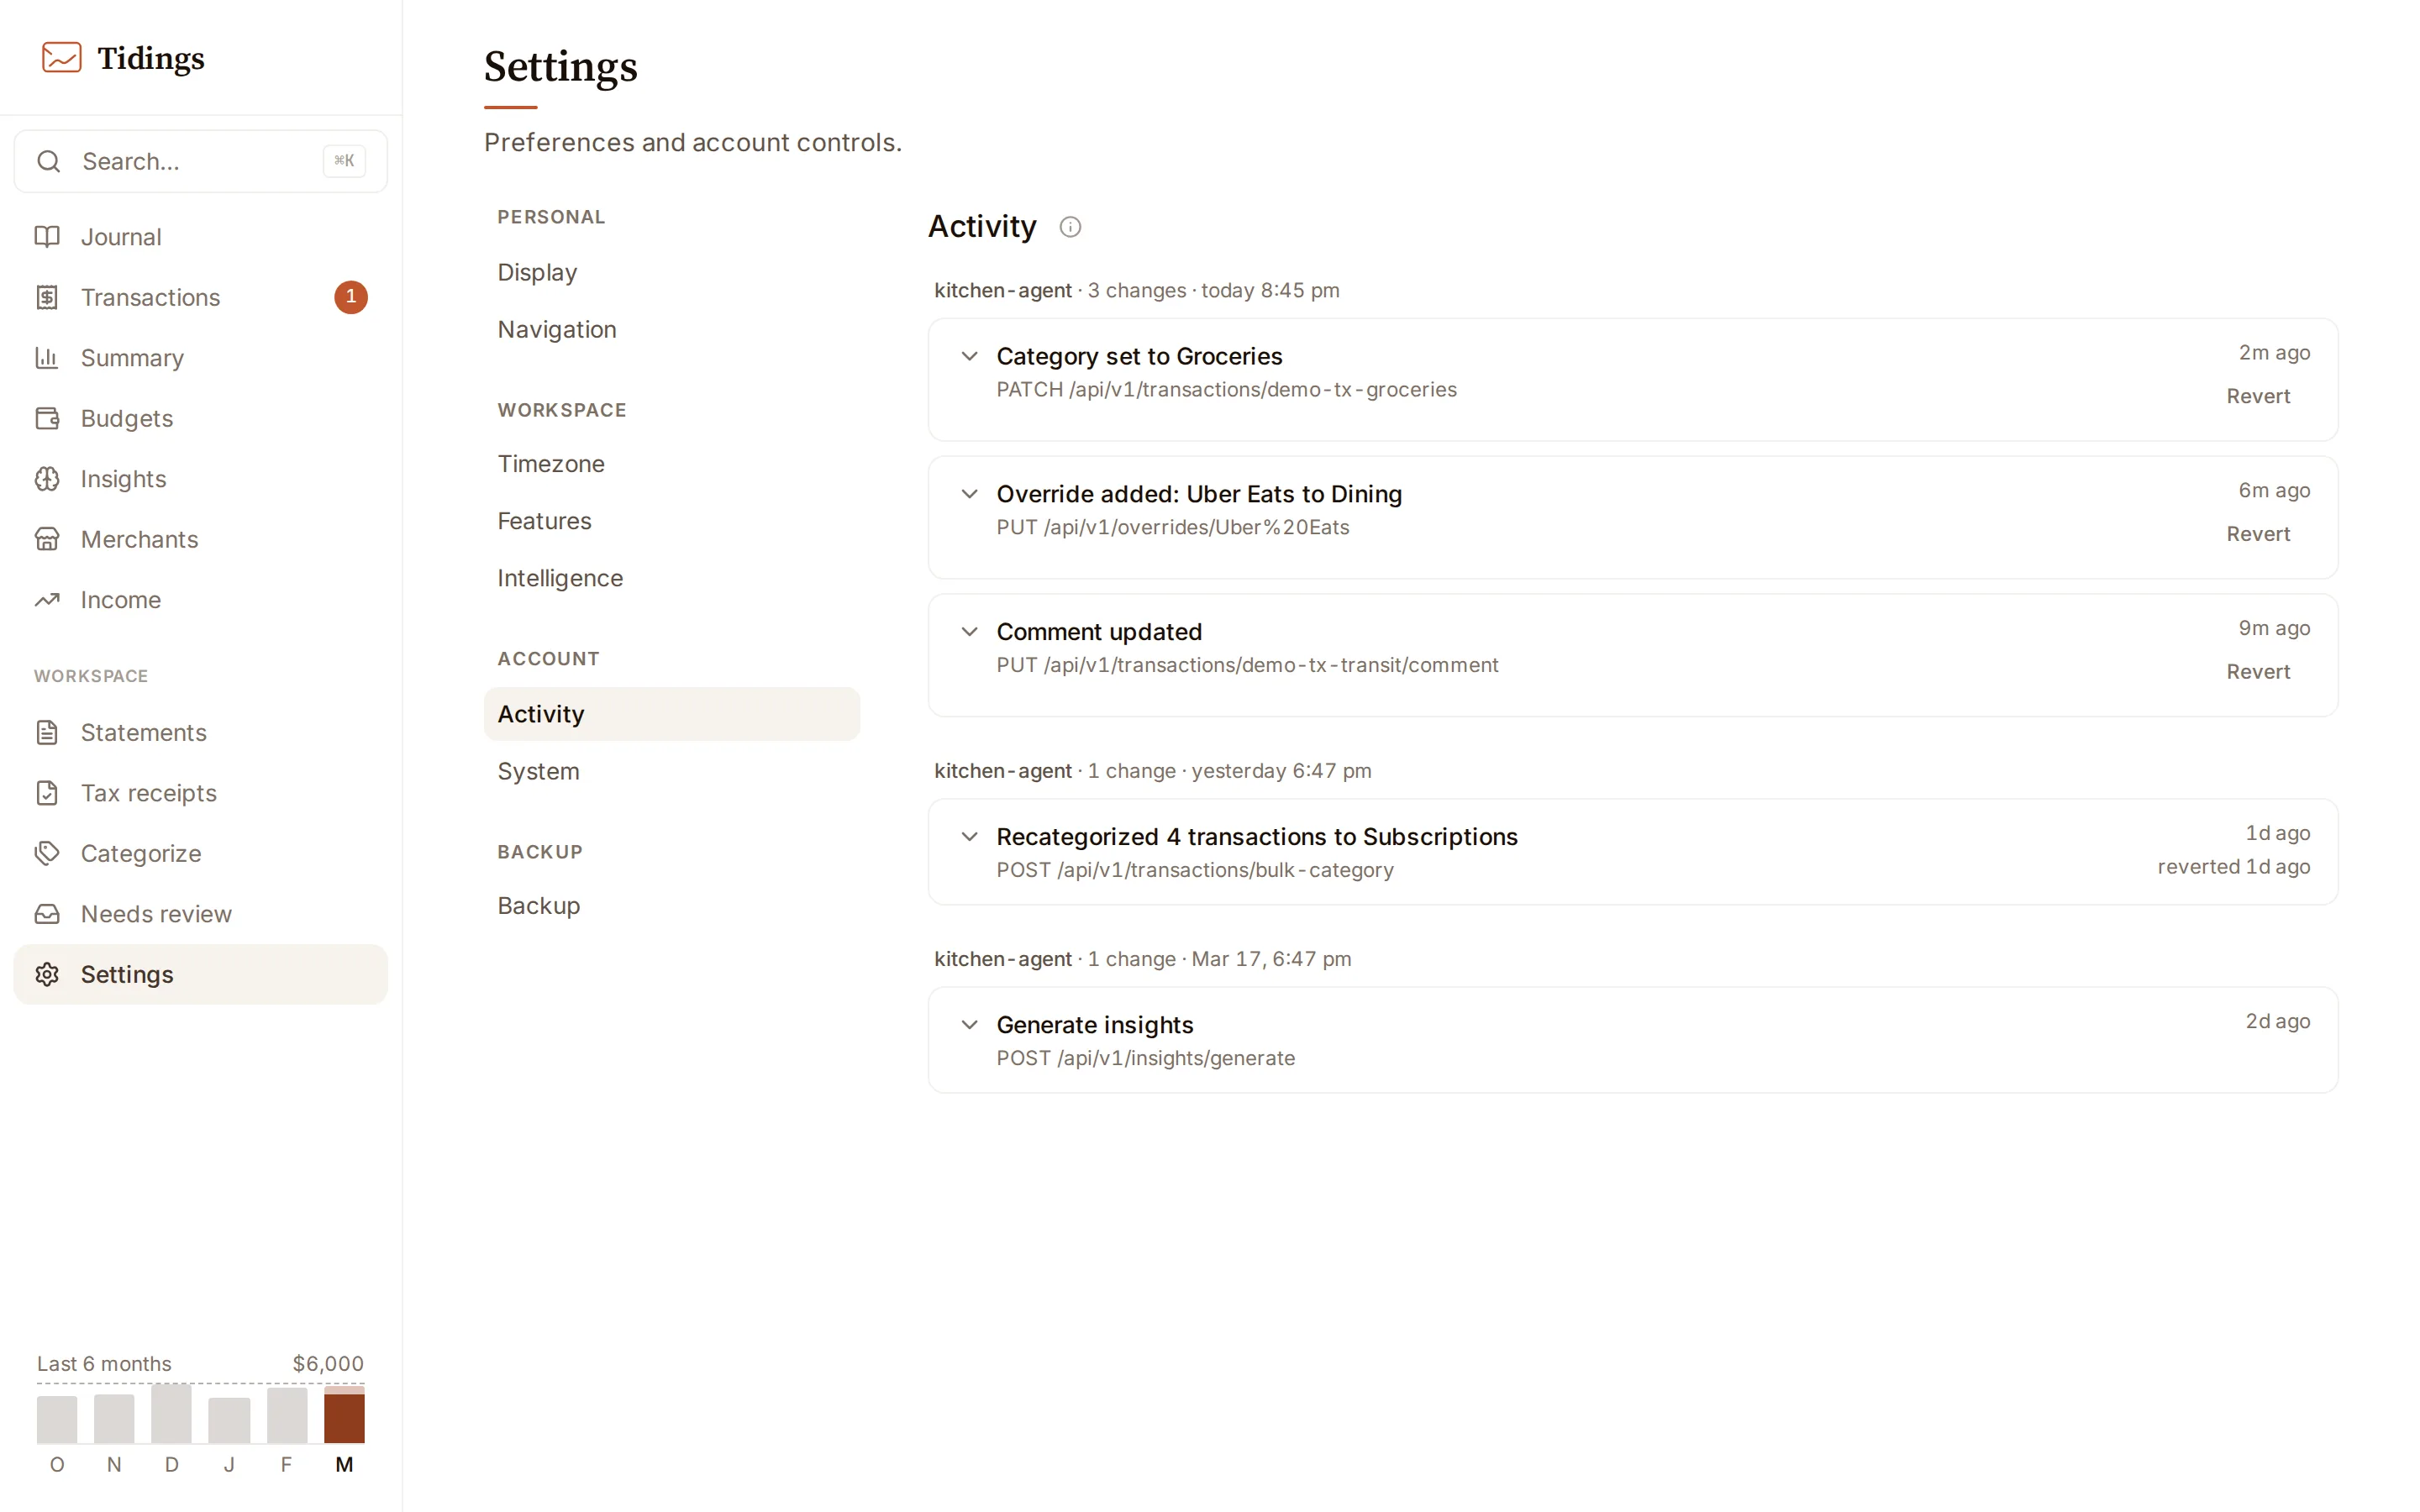 Tidings
Search...
⌘K
Journal
Transactions
1
Summary
Budgets
Insights
Merchants
Income
WORKSPACE
Statements
Tax receipts
Categorize
Needs review
Settings
Last 6 months
$6,000
O N D J F M
Settings
Preferences and account controls.
PERSONAL
Display
Navigation
WORKSPACE
Timezone
Features
Intelligence
ACCOUNT
Activity
System
BACKUP
Backup
Activity
kitchen-agent · 3 changes · today 8:45 pm
Category set to Groceries
2m ago
PATCH /api/v1/transactions/demo-tx-groceries
Revert
Override added: Uber Eats to Dining
6m ago
PUT /api/v1/overrides/Uber%20Eats
Revert
Comment updated
9m ago
PUT /api/v1/transactions/demo-tx-transit/comment
Revert
kitchen-agent · 1 change · yesterday 6:47 pm
Recategorized 4 transactions to Subscriptions
1d ago
POST /api/v1/transactions/bulk-category
reverted 1d ago
kitchen-agent · 1 change · Mar 17, 6:47 pm
Generate insights
2d ago
POST /api/v1/insights/generate